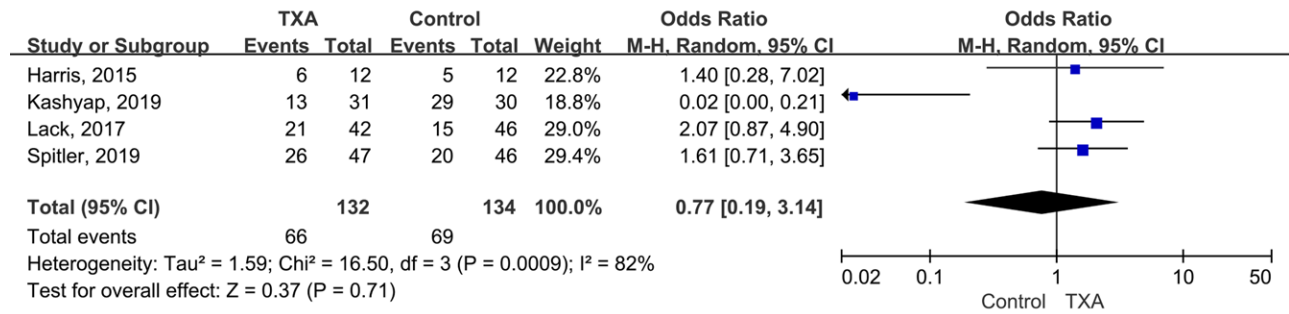 TXA Control Odds Ratio Odds Ratio
Study or Subgroup Events Total Events Total Weight M-H, Random, 95% CI M-H, Random, 95% CI
Harris, 2015 6 12 5 12 22.8% 1.40 [0.28, 7.02]
Kashyap, 2019 13 31 29 30 18.8% 0.02 [0.00, 0.21]
Lack, 2017 21 42 15 46 29.0% 2.07 [0.87, 4.90]
Spitler, 2019 26 47 20 46 29.4% 1.61 [0.71, 3.65]
Total (95% CI) 132 134 100.0% 0.77 [0.19, 3.14]
Total events 66 69
Heterogeneity: Tau² = 1.59; Chi² = 16.50, df = 3 (P = 0.0009); I² = 82%
Test for overall effect: Z = 0.37 (P = 0.71)
0.02 0.1 1 10 50
Control TXA